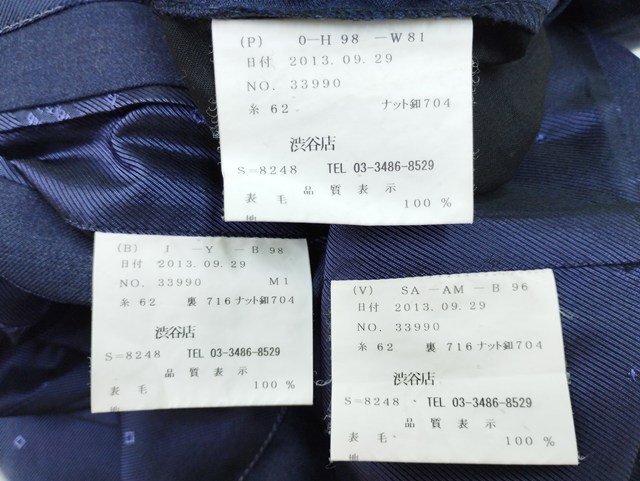 (P) 0-H 98 -W81
日付 2013.09.29
NO. 33990
糸 62 ナット釦704
渋谷店
S=8248 TEL 03-3486-8529
品質表示
表 毛 100%
地
(B) I -Y -B 98
日付 2013.09.29
NO. 33990 M1
糸 62 裏 716 ナット釦704
渋谷店
S=8248 TEL 03-3486-8529
品質表示
表 毛 100%
地
(V) SA-AM-B 96
日付 2013.09.29
NO. 33990
糸 62 裏 716 ナット釦704
渋谷店
S=8248 TEL 03-3486-8529
品質表示
表 毛 100%
地